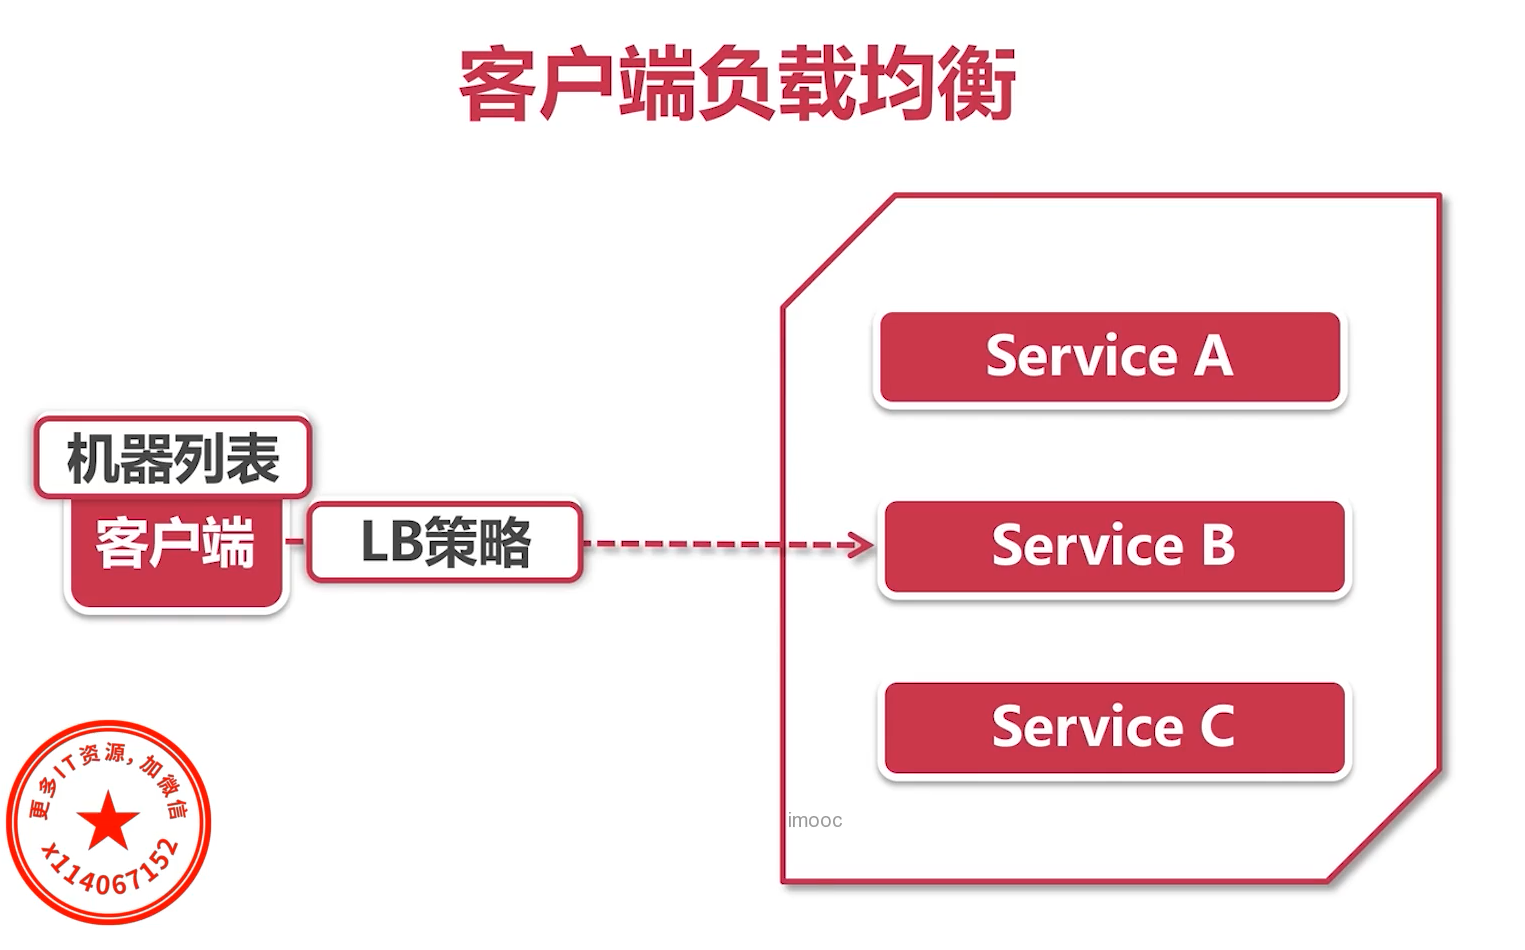 客户端负载均衡
Service A
机器列表
客户端
LB策略
Service B
Service C
imooc
更多IT资源，加微信
x114067152